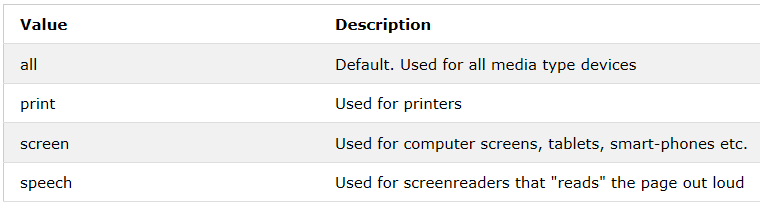 Value Description
all Default. Used for all media type devices
print Used for printers
screen Used for computer screens, tablets, smart-phones etc.
speech Used for screenreaders that "reads" the page out loud